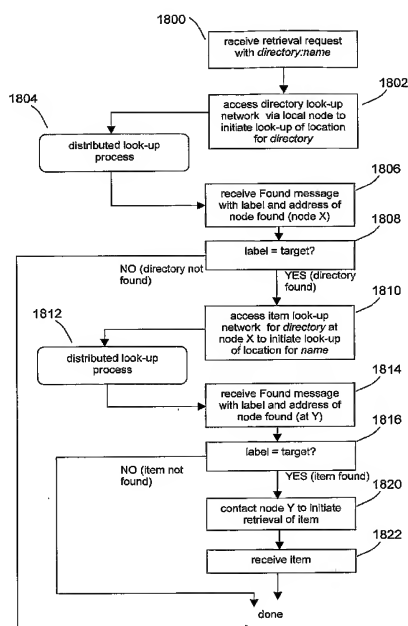 1800
receive retrieval request
with directory:name
1802
access directory look-up
network via local node to
initiate look-up of location
for directory
1804
distributed look-up
process
1806
receive Found message
with label and address of
node found (node X)
1808
label = target?
NO (directory not
found)
YES (directory
found)
1810
access item look-up
network for directory at
node X to initiate look-up
of location for name
1812
distributed look-up
process
1814
receive Found message
with label and address of
node found (at Y)
1816
label = target?
NO (item not
found)
YES (item found)
1820
contact node Y to initiate
retrieval of item
1822
receive item
done